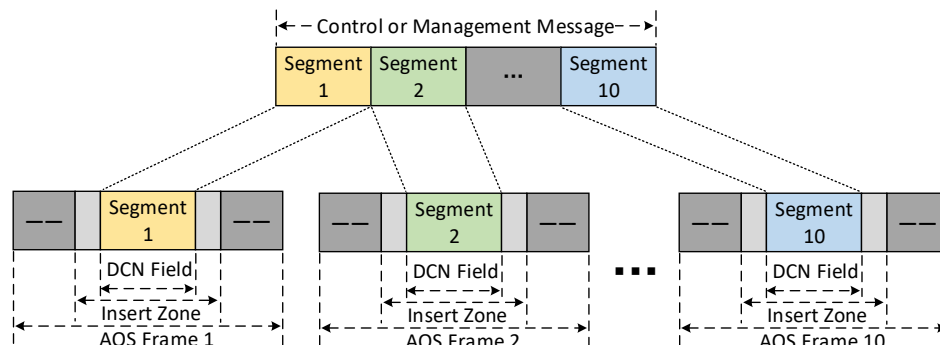 Control or Management Message
Segment
1
Segment
2
...
Segment
10
—— Segment
1 ——
—— Segment
2 ——
...
—— Segment
10 ——
DCN Field
Insert Zone
AOS Frame 1
DCN Field
Insert Zone
AOS Frame 2
DCN Field
Insert Zone
AOS Frame 10